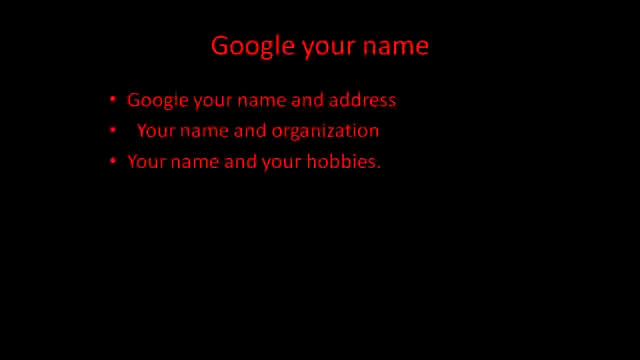 Google your name
• Google your name and address
• Your name and organization
• Your name and your hobbies.